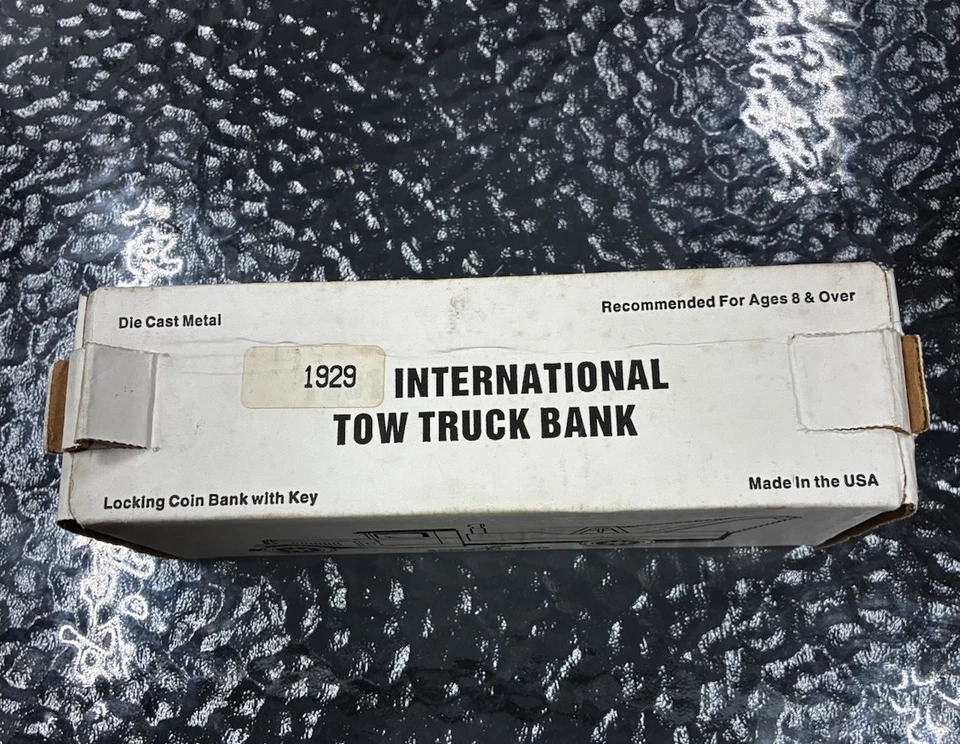 Die Cast Metal
Recommended For Ages 8 & Over
1929 INTERNATIONAL
TOW TRUCK BANK
Locking Coin Bank with Key
Made In the USA